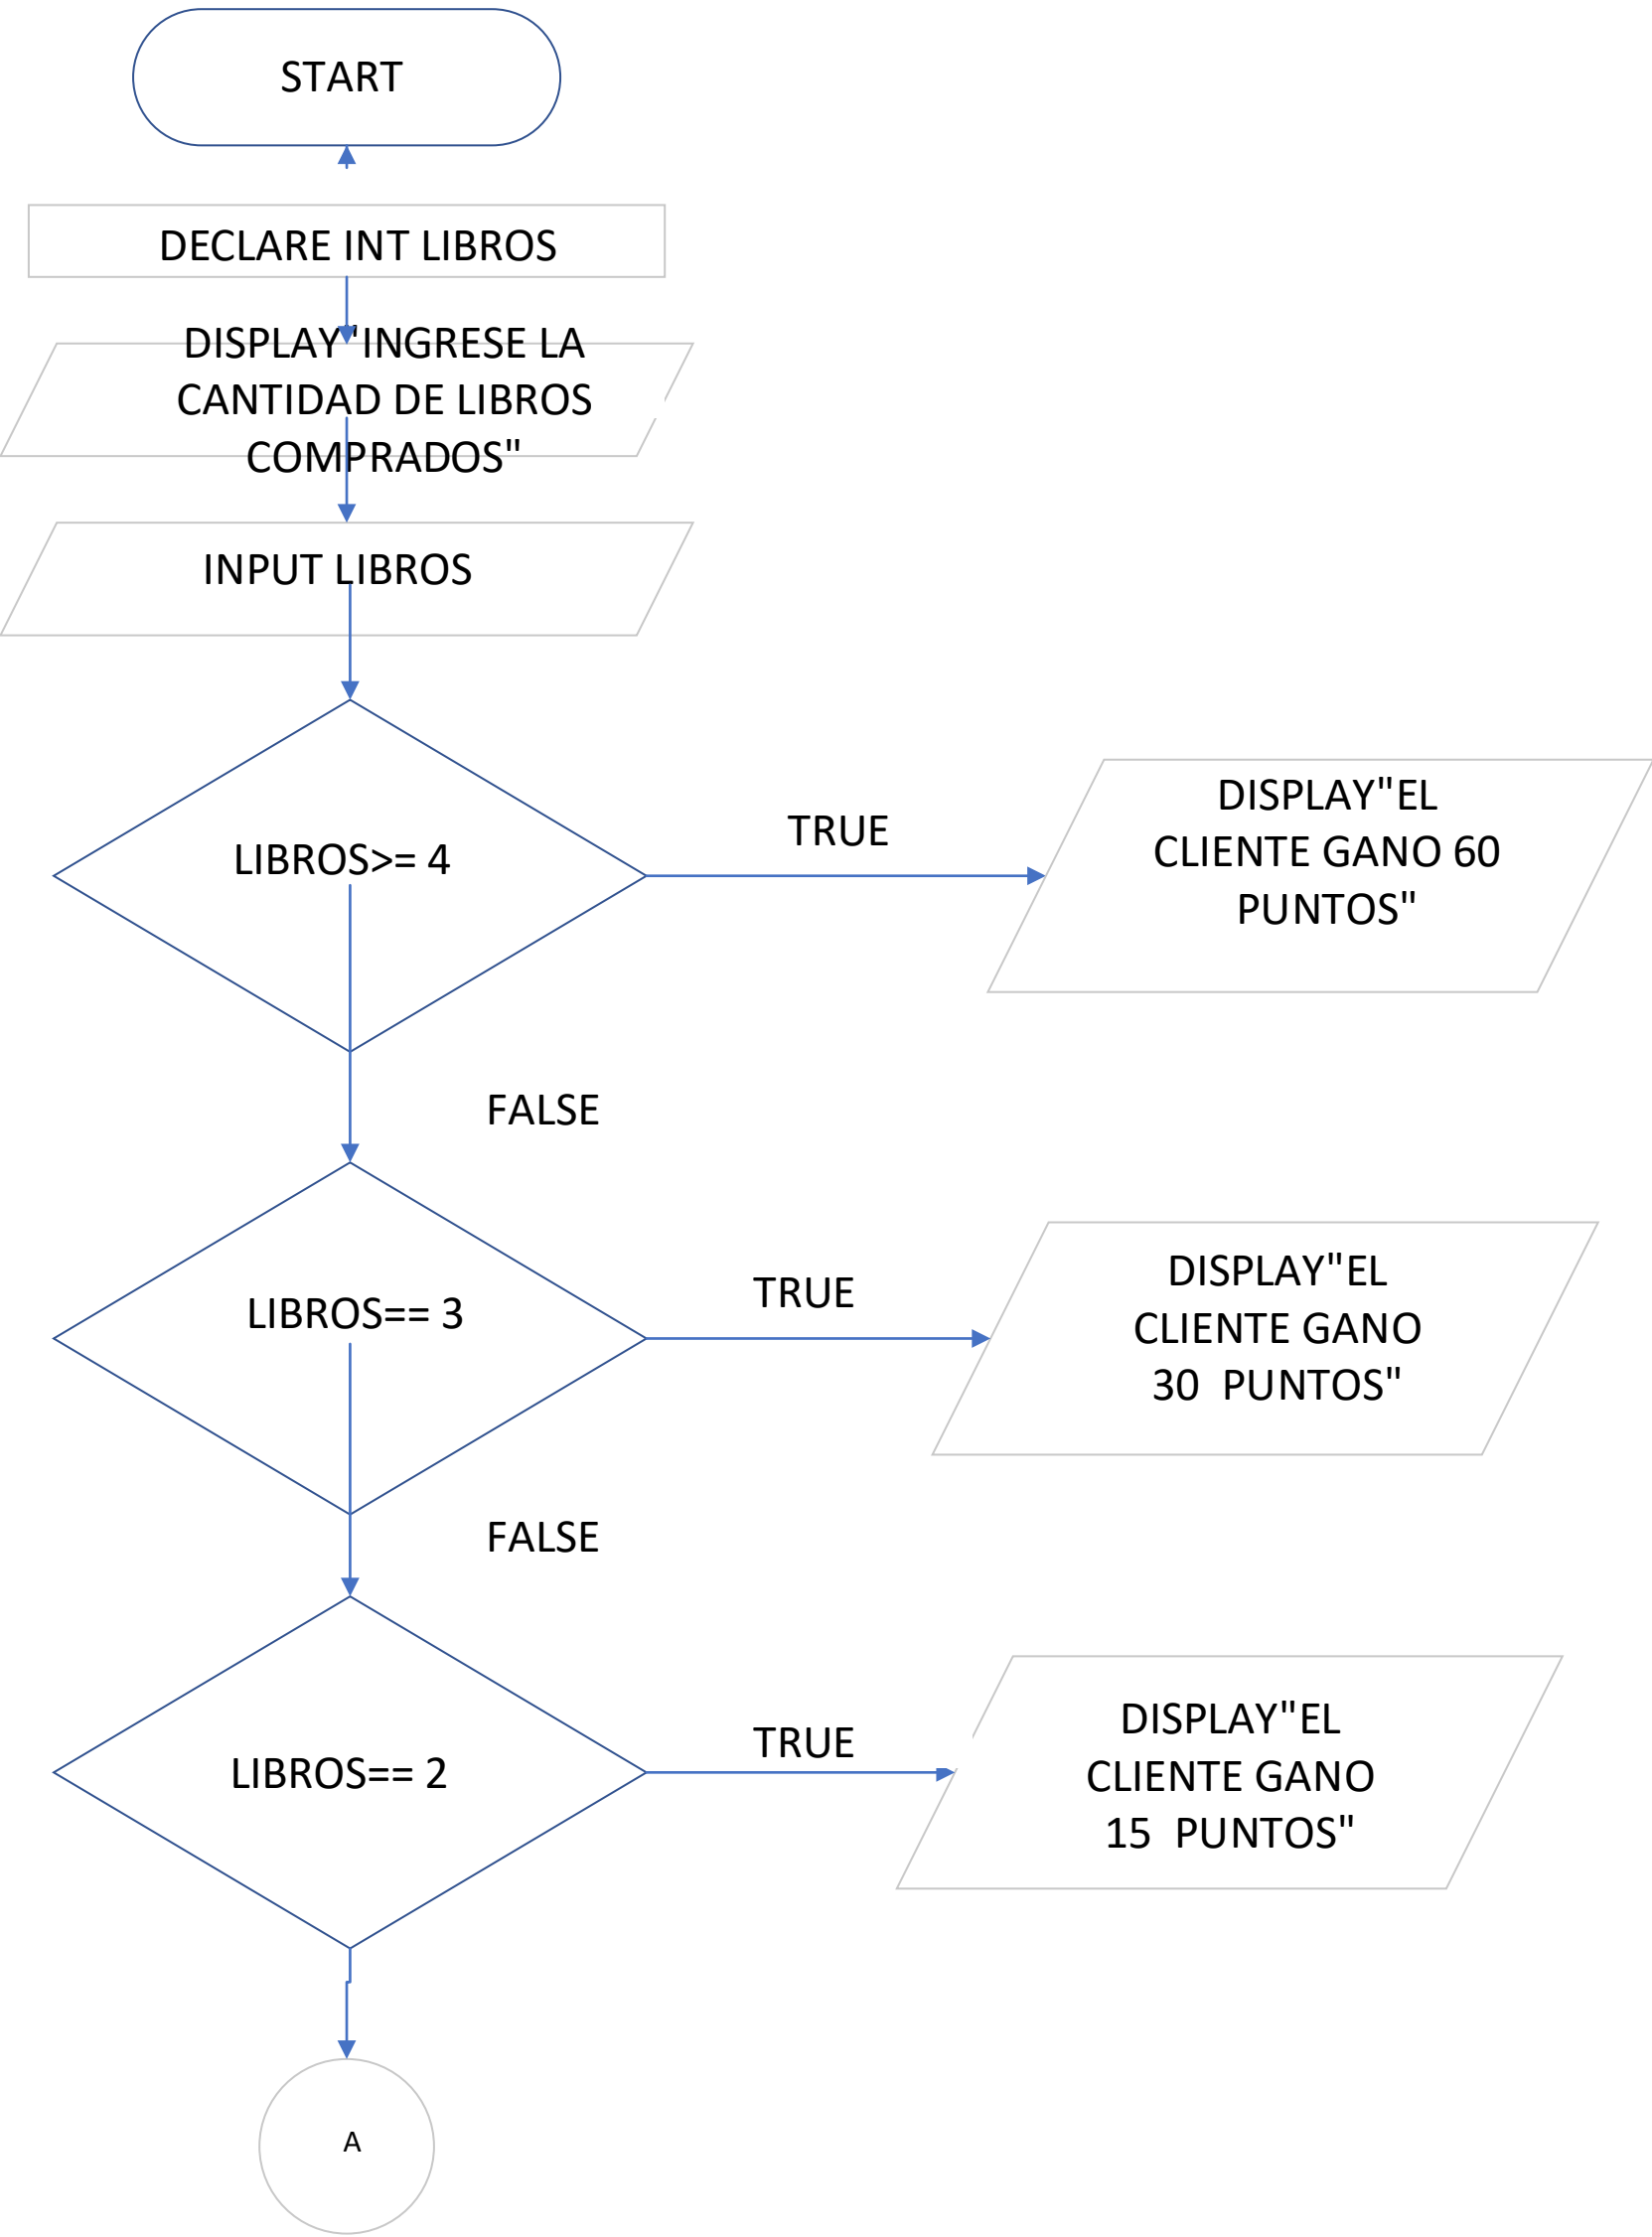 START
DECLARE INT LIBROS
DISPLAY"INGRESE LA
CANTIDAD DE LIBROS
COMPRADOS"
INPUT LIBROS
LIBROS>= 4
TRUE
DISPLAY"EL
CLIENTE GANO 60
PUNTOS"
FALSE
LIBROS== 3
TRUE
DISPLAY"EL
CLIENTE GANO
30 PUNTOS"
FALSE
LIBROS== 2
TRUE
DISPLAY"EL
CLIENTE GANO
15 PUNTOS"
A